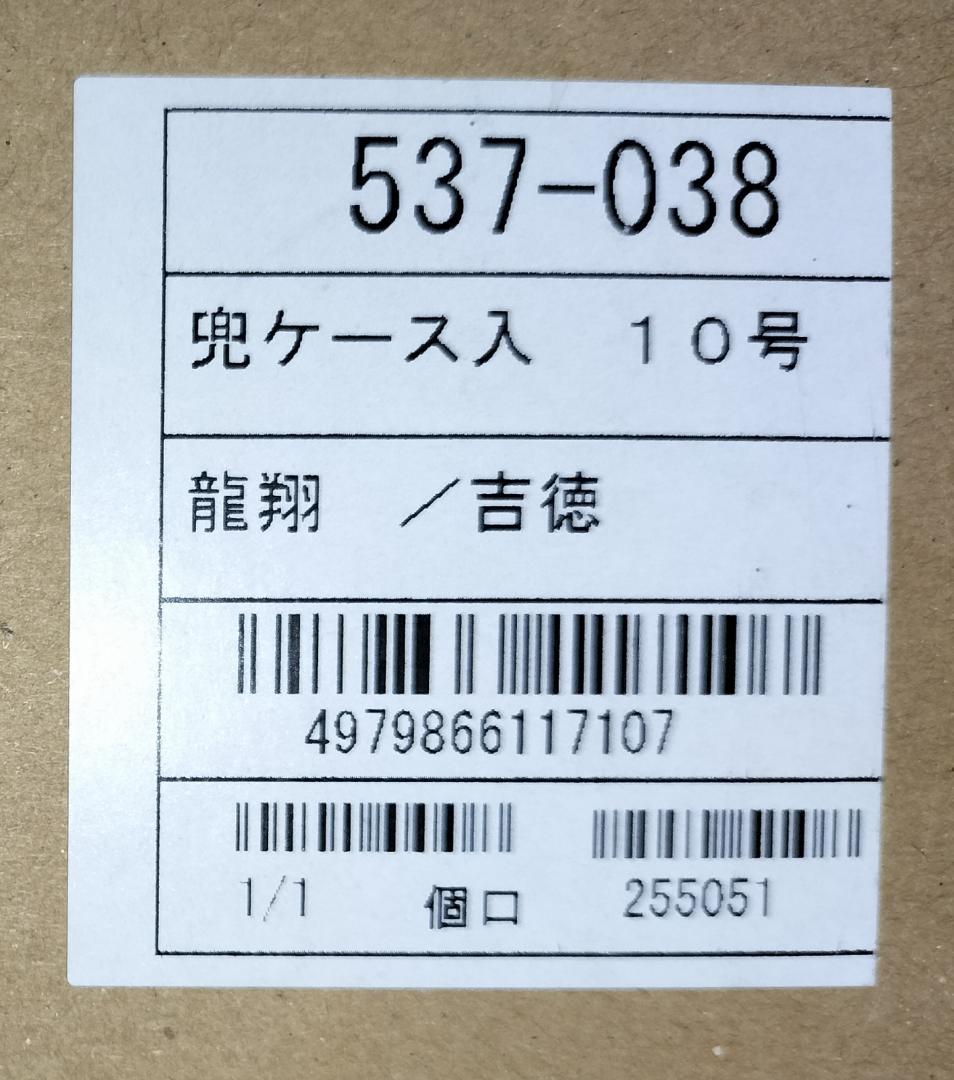 537-038
兜ケース入　１０号
龍翔　／吉徳
4979866117107
1/1　個口　255051